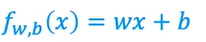 f_{w,b}(x) = wx + b